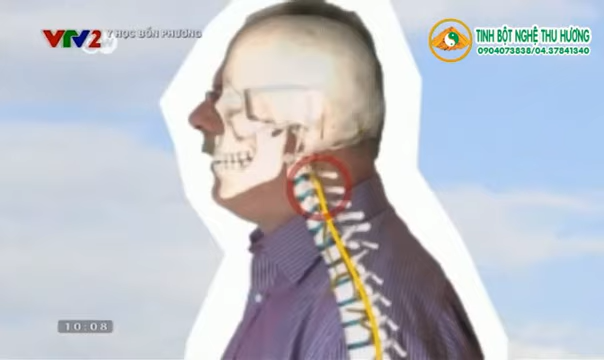 VTV2
Y HỌC BỐN PHƯƠNG
TINH BỘT NGHỆ THU HƯƠNG
0904073838/04.37841340
10:08